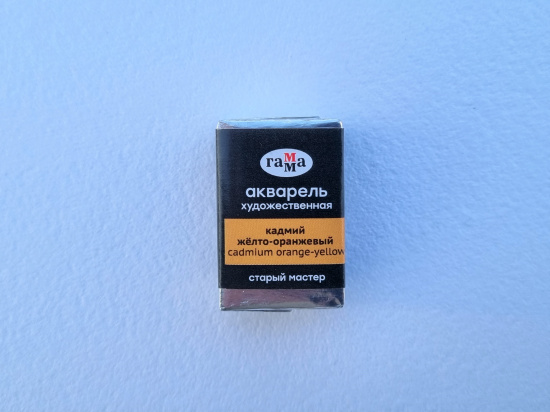 гамма
акварель
художественная
кадмий
жёлто-оранжевый
cadmium orange-yellow
старый мастер